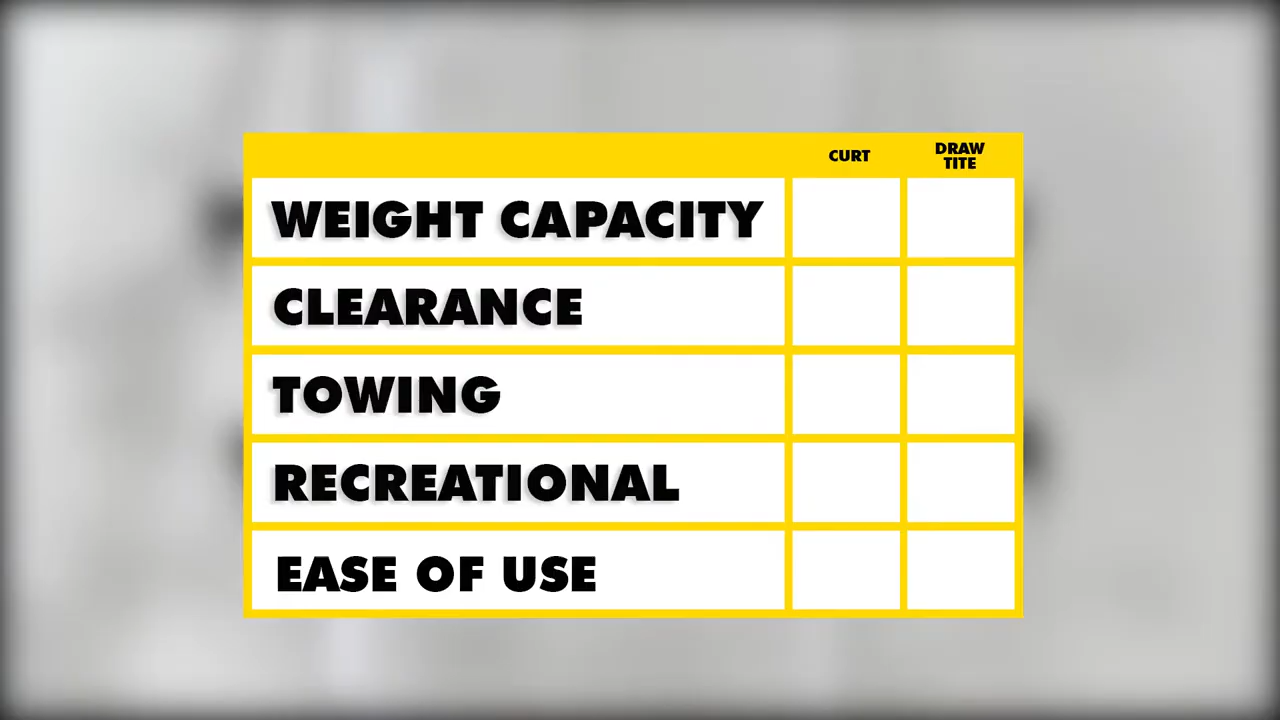 CURT
DRAW
TITE
WEIGHT CAPACITY
CLEARANCE
TOWING
RECREATIONAL
EASE OF USE